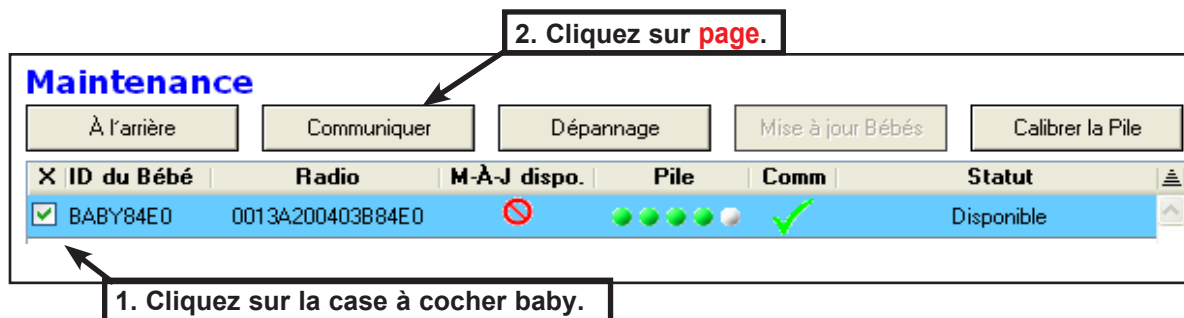 2. Cliquez sur page.
Maintenance
À l'arrière Communiquer Dépannage Mise à jour Bébés Calibrer la Pile
X ID du Bébé Radio M-À-J dispo. Pile Comm Statut
BABY84E0 0013A200403B84E0 Disponible
1. Cliquez sur la case à cocher baby.